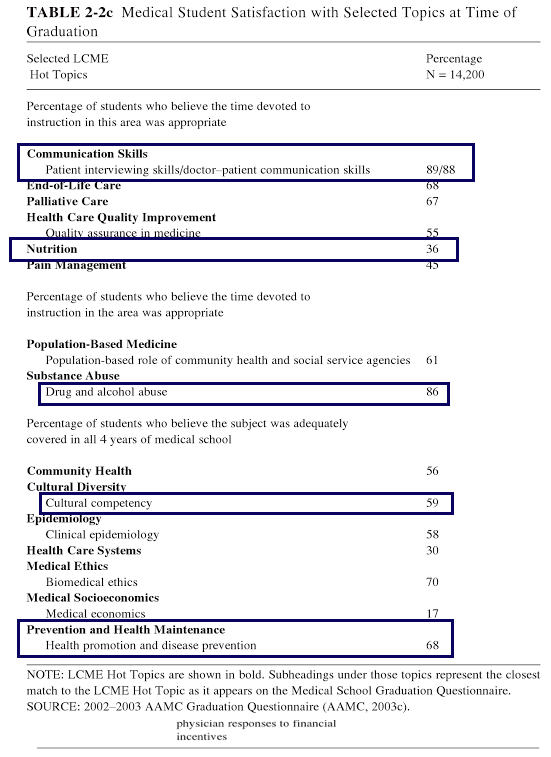 TABLE 2-2c Medical Student Satisfaction with Selected Topics at Time of
Graduation
Selected LCME Percentage
Hot Topics N = 14,200
Percentage of students who believe the time devoted to
instruction in this area was appropriate
Communication Skills
Patient interviewing skills/doctor–patient communication skills 89/88
End-of-Life Care 68
Palliative Care 67
Health Care Quality Improvement
Quality assurance in medicine 55
Nutrition 36
Pain Management 45
Percentage of students who believe the time devoted to
instruction in the area was appropriate
Population-Based Medicine
Population-based role of community health and social service agencies 61
Substance Abuse
Drug and alcohol abuse 86
Percentage of students who believe the subject was adequately
covered in all 4 years of medical school
Community Health 56
Cultural Diversity
Cultural competency 59
Epidemiology
Clinical epidemiology 58
Health Care Systems 30
Medical Ethics
Biomedical ethics 70
Medical Socioeconomics
Medical economics 17
Prevention and Health Maintenance
Health promotion and disease prevention 68
NOTE: LCME Hot Topics are shown in bold. Subheadings under those topics represent the closest
match to the LCME Hot Topic as it appears on the Medical School Graduation Questionnaire.
SOURCE: 2002–2003 AAMC Graduation Questionnaire (AAMC, 2003c).
physician responses to financial
incentives